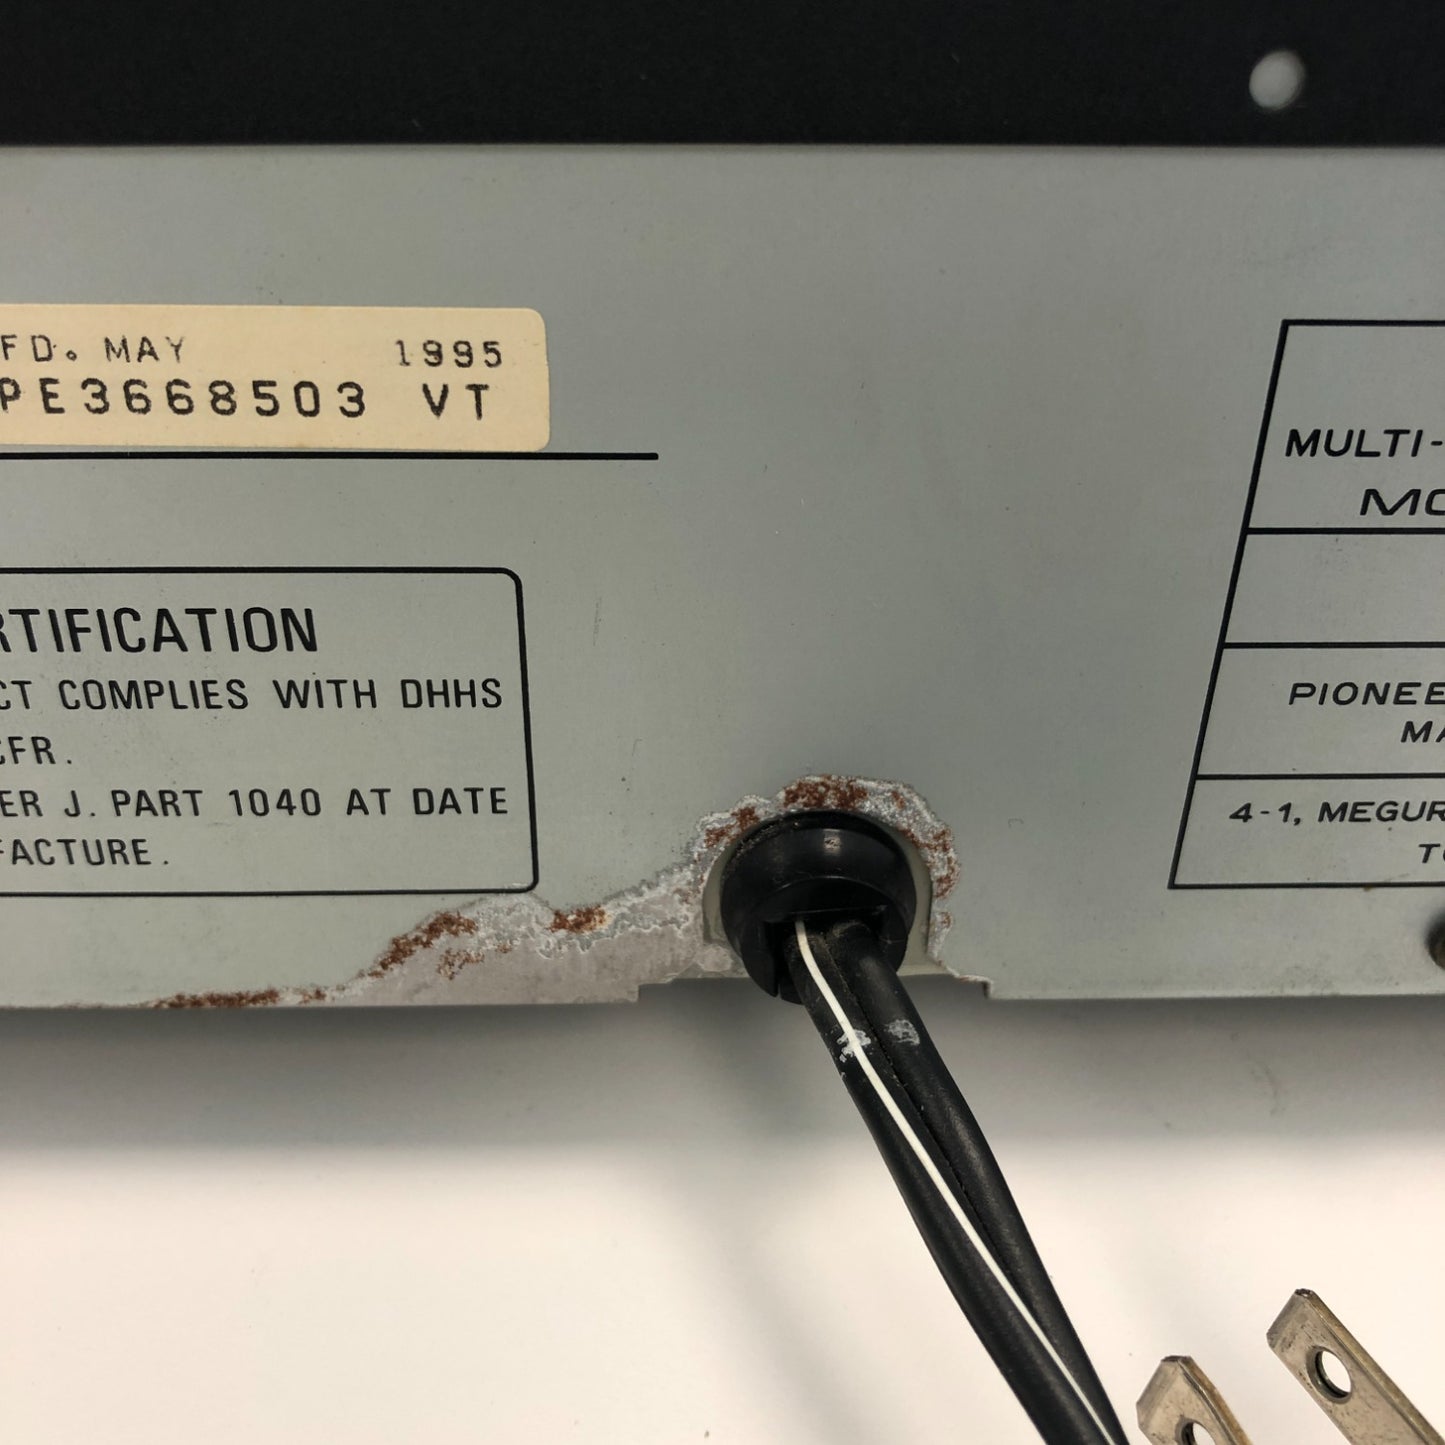 FD. MAY 1995
PE3668503 VT
RTIFICATION
CT COMPLIES WITH DHHS
CFR.
ER J. PART 1040 AT DATE
FACTURE.
MULTI-
MO
PIONEE
MA
4-1, MEGUR
TO